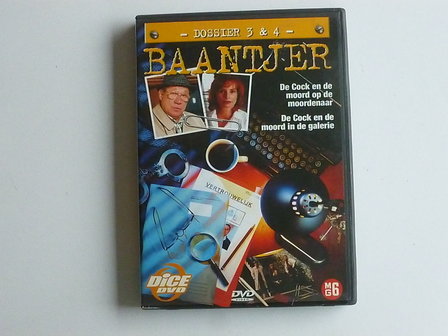 - DOSSIER 3 & 4 -
BAANTJER
De Cock en de
moord op de
moordenaar
De Cock en de
moord in de galerie
VERTROUWELIJK
DiCE
DVD
DVD
VIDEO
MG6